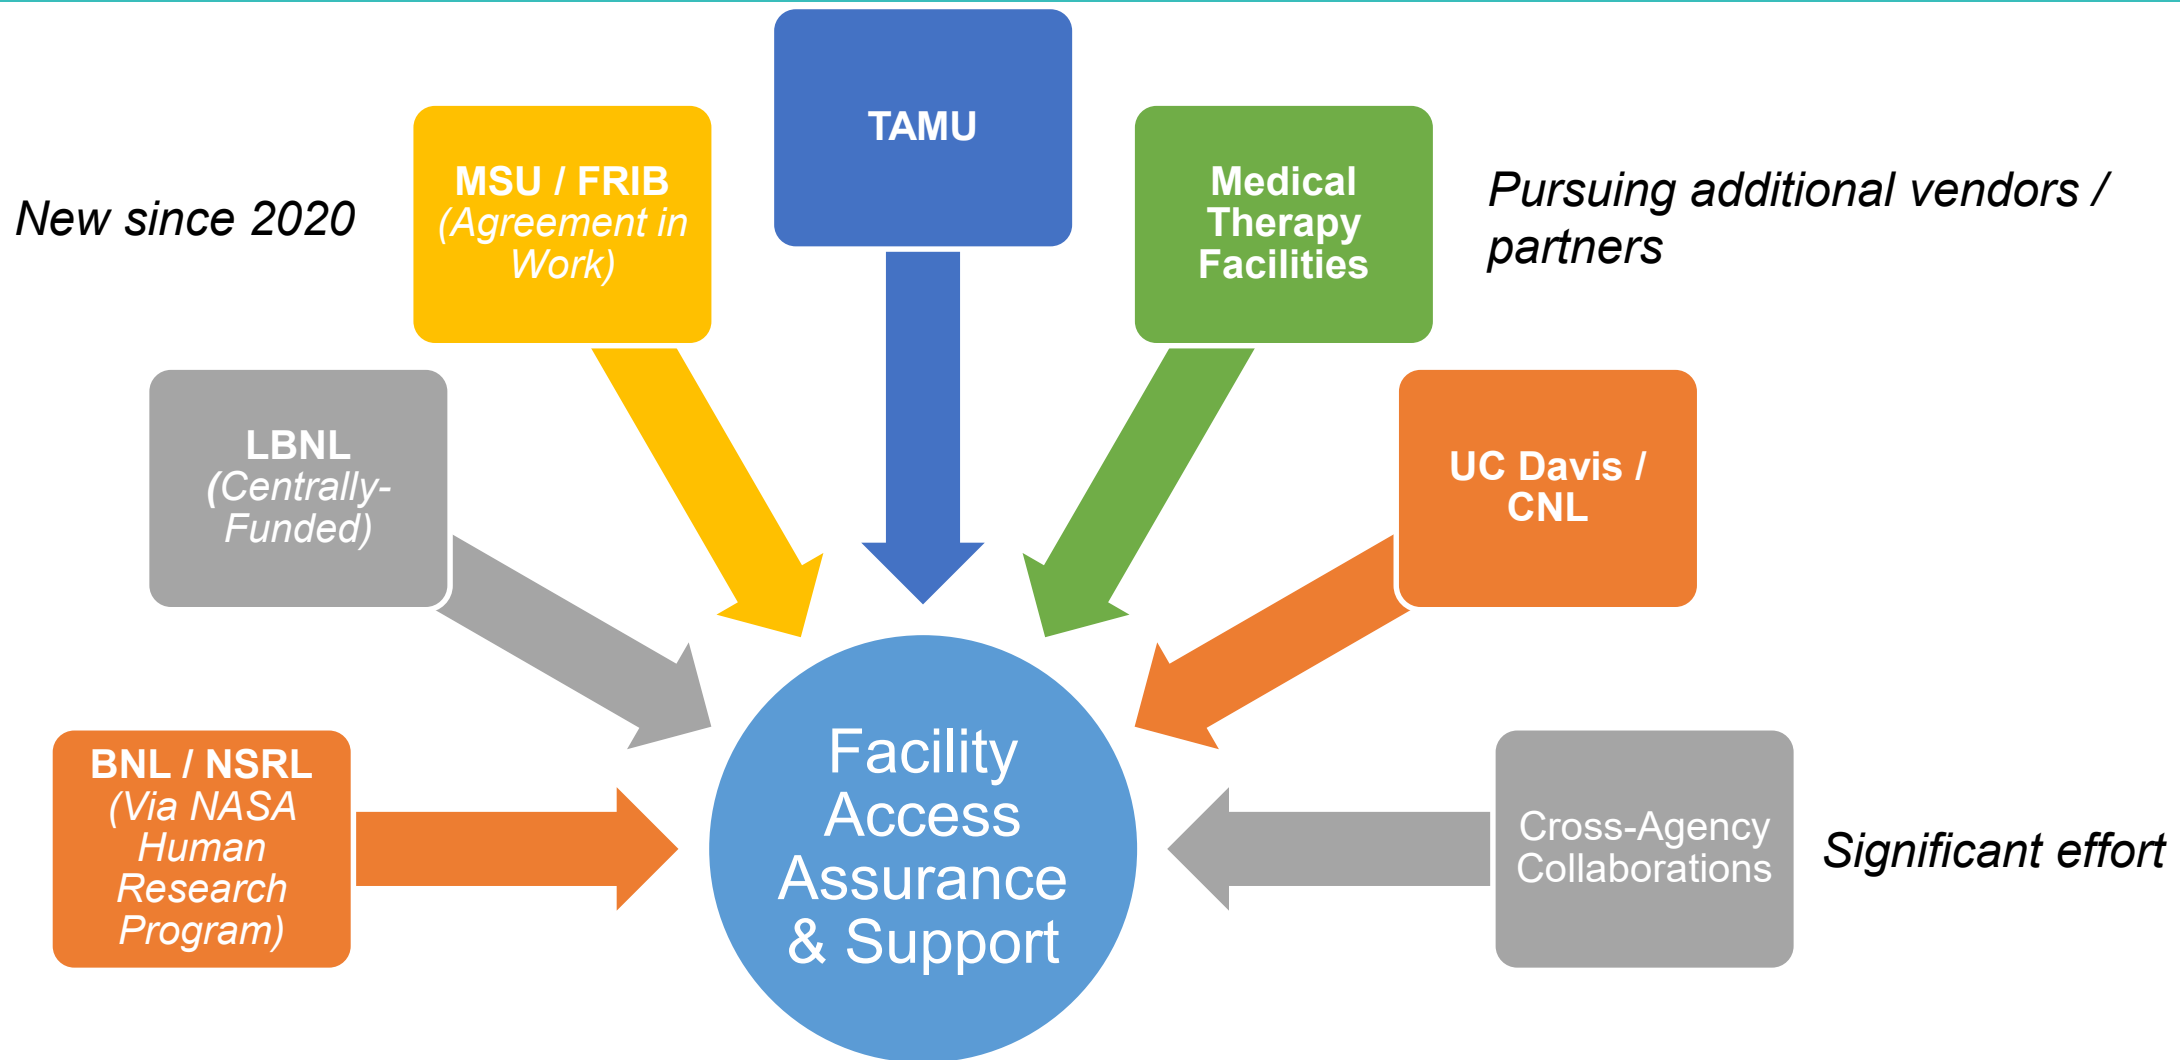 TAMU
New since 2020
MSU / FRIB
(Agreement in
Work)
Medical
Therapy
Facilities
Pursuing additional vendors /
partners
LBNL
(Centrally-
Funded)
UC Davis /
CNL
BNL / NSRL
(Via NASA
Human
Research
Program)
Facility
Access
Assurance
& Support
Cross-Agency
Collaborations
Significant effort